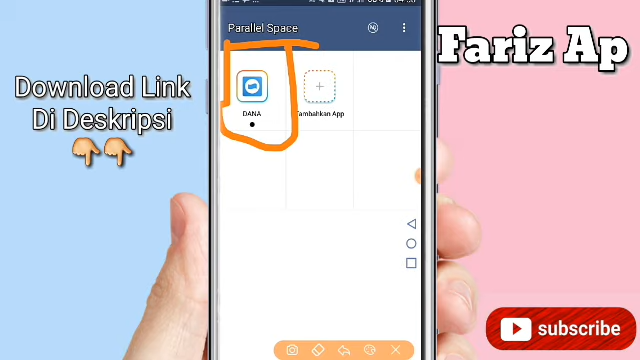 Parallel Space
Fariz Ap
Download Link
Di Deskripsi
DANA
Tambahkan App
subscribe